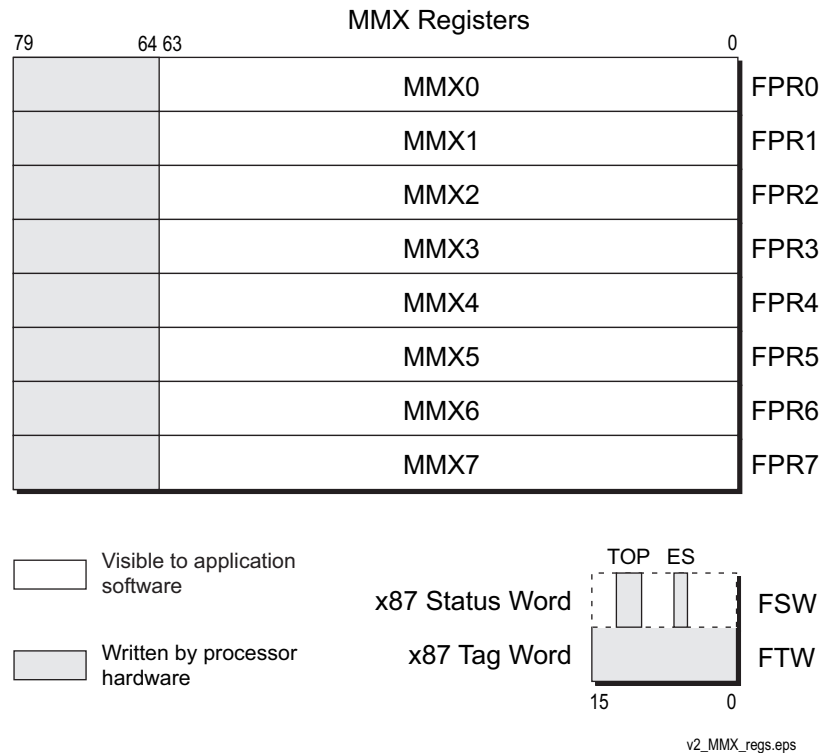 MMX Registers
79 64 63 0
MMX0 FPR0
MMX1 FPR1
MMX2 FPR2
MMX3 FPR3
MMX4 FPR4
MMX5 FPR5
MMX6 FPR6
MMX7 FPR7
Visible to application
software
Written by processor
hardware
TOP ES
x87 Status Word FSW
x87 Tag Word FTW
15 0
v2_MMX_regs.eps